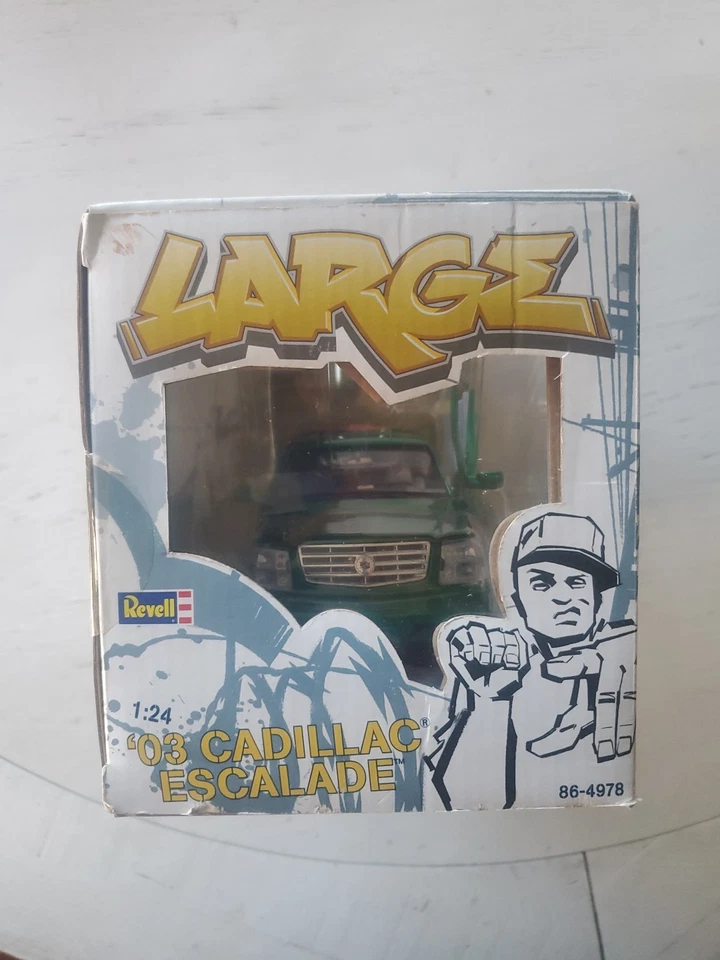 LARGE
Revell
1:24
'03 CADILLAC®
ESCALADE™
86-4978